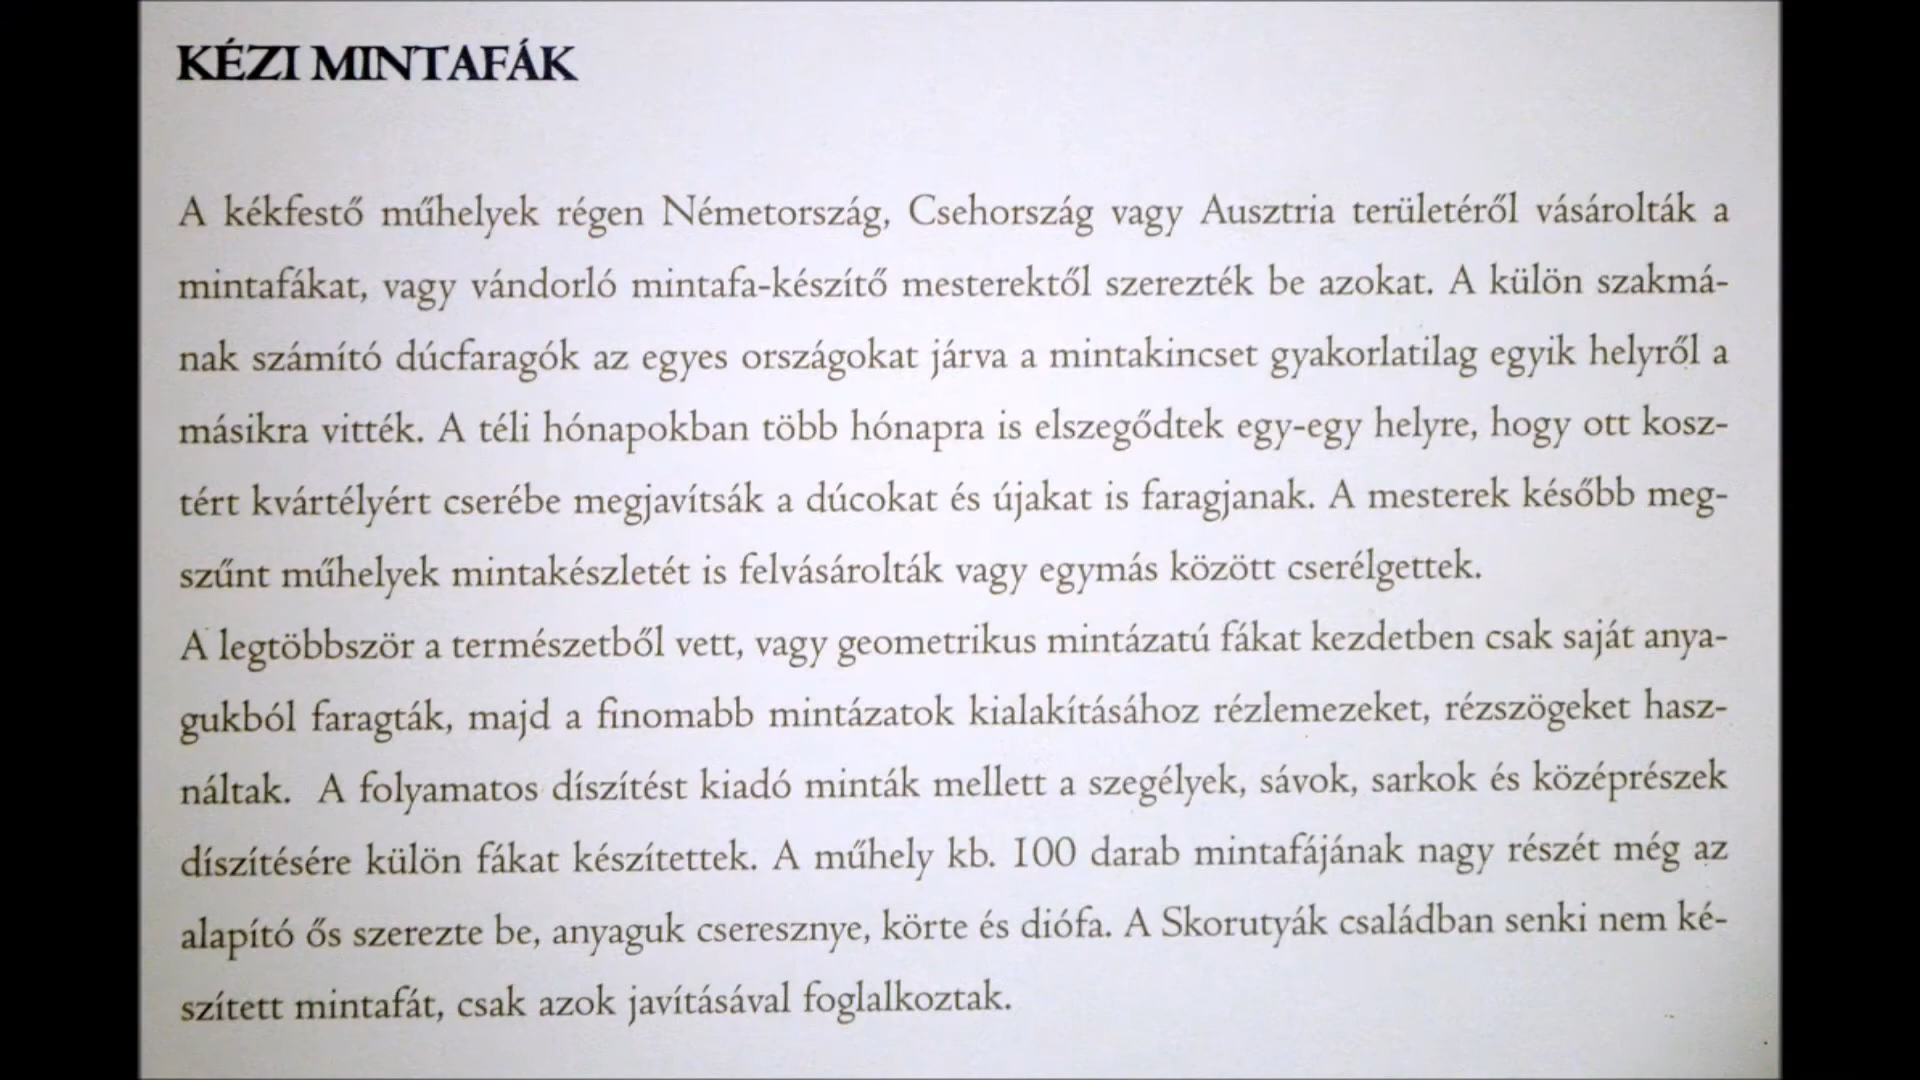 KÉZI MINTAFÁK
A kékfestő műhelyek régen Németország, Csehország vagy Ausztria területéről vásárolták a
mintafákat, vagy vándorló mintafa-készítő mesterektől szerezték be azokat. A külön szakmá-
nak számító dúcfaragók az egyes országokat járva a mintakincset gyakorlatilag egyik helyről a
másikra vitték. A téli hónapokban több hónapra is elszegődtek egy-egy helyre, hogy ott kosz-
tért kvártélyért cserébe megjavítsák a dúcokat és újakat is faragjanak. A mesterek később meg-
szűnt műhelyek mintakészletét is felvásárolták vagy egymás között cserélgettek.
A legtöbbször a természetből vett, vagy geometrikus mintázatú fákat kezdetben csak saját anya-
gukból faragták, majd a finomabb mintázatok kialakításához rézlemezeket, rézszögeket hasz-
náltak. A folyamatos díszítést kiadó minták mellett a szegélyek, sávok, sarkok és középrészek
díszítésére külön fákat készítettek. A műhely kb. 100 darab mintafájának nagy részét még az
alapító ős szerezte be, anyaguk cseresznye, körte és diófa. A Skorutyák családban senki nem ké-
szített mintafát, csak azok javításával foglalkoztak.